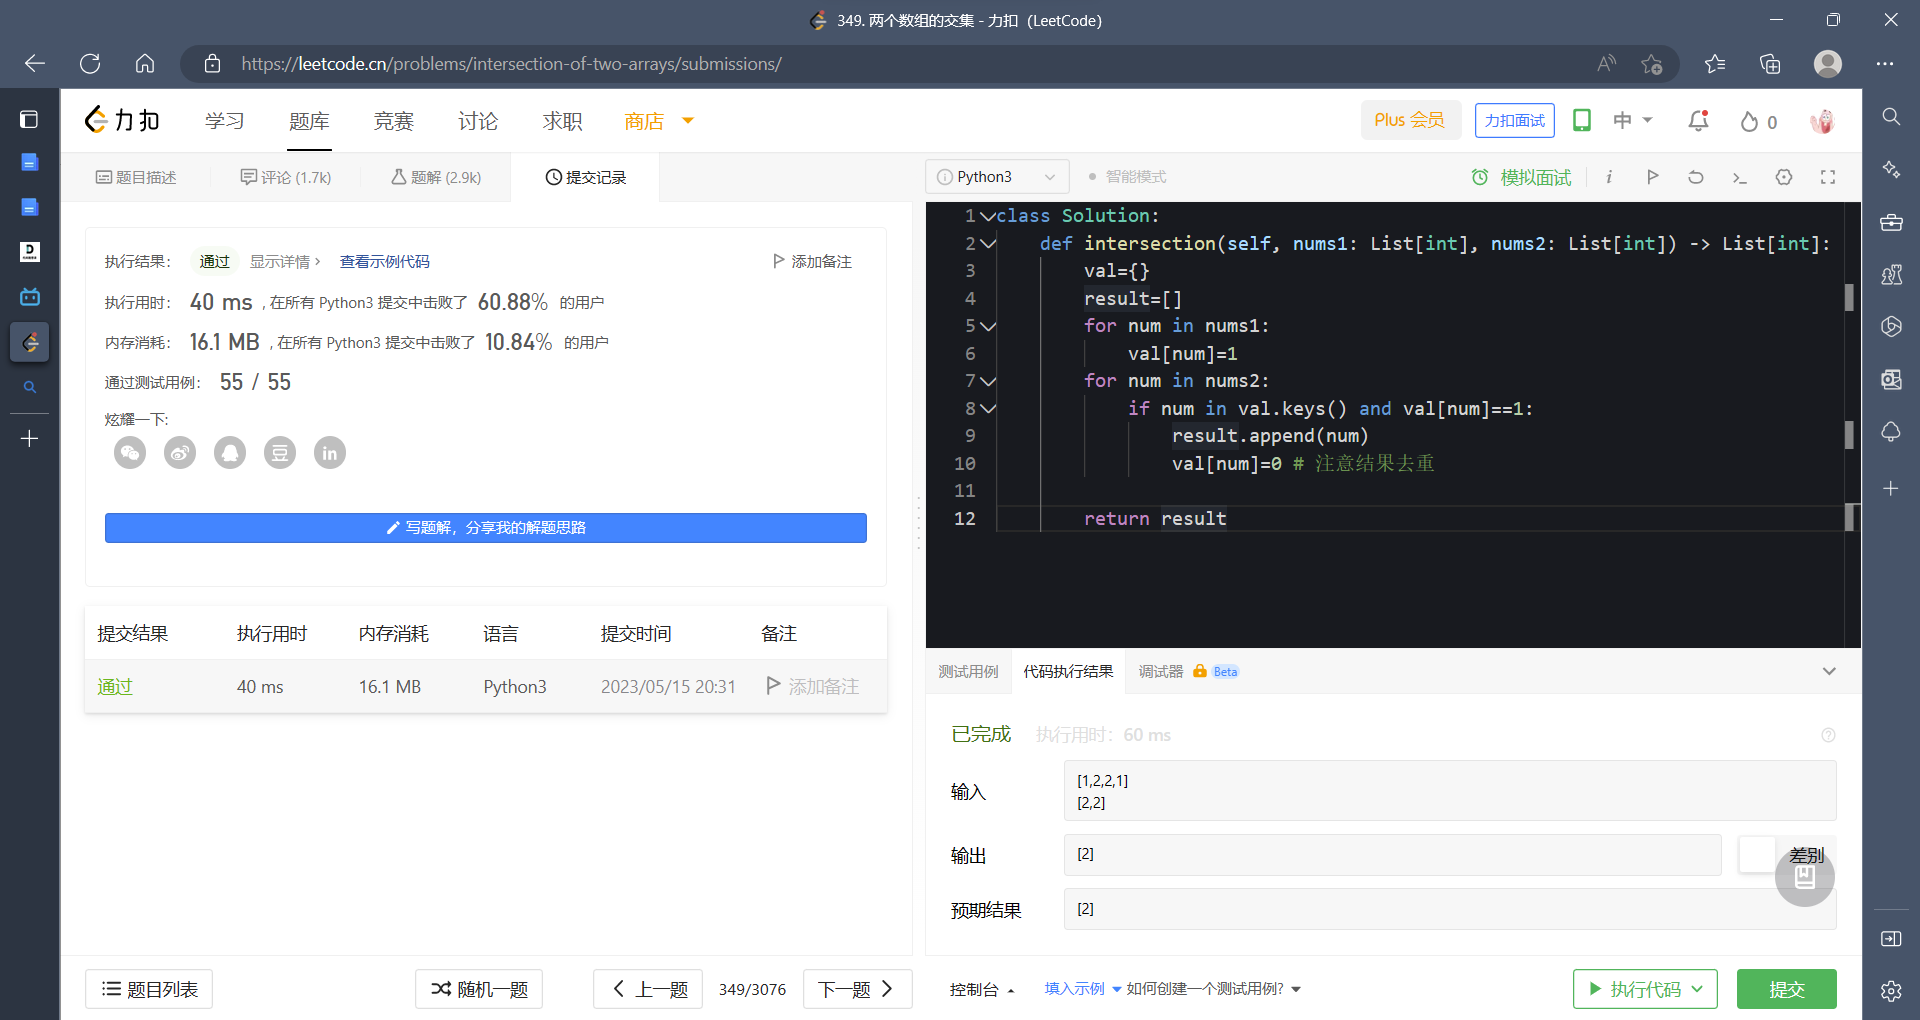 349. 两个数组的交集 - 力扣（LeetCode）
https://leetcode.cn/problems/intersection-of-two-arrays/submissions/
力扣 学习 题库 竞赛 讨论 求职 商店 Plus 会员 力扣面试 中 0
题目描述 评论 (1.7k) 题解 (2.9k) 提交记录
Python3 智能模式 模拟面试
执行结果： 通过 显示详情 > 查看示例代码 添加备注
执行用时： 40 ms , 在所有 Python3 提交中击败了 60.88% 的用户
内存消耗： 16.1 MB , 在所有 Python3 提交中击败了 10.84% 的用户
通过测试用例： 55 / 55
炫耀一下:
写题解，分享我的解题思路
提交结果 执行用时 内存消耗 语言 提交时间 备注
通过 40 ms 16.1 MB Python3 2023/05/15 20:31 添加备注
1 class Solution:
2     def intersection(self, nums1: List[int], nums2: List[int]) -> List[int]:
3         val={}
4         result=[]
5         for num in nums1:
6             val[num]=1
7         for num in nums2:
8             if num in val.keys() and val[num]==1:
9                 result.append(num)
10                 val[num]=0 # 注意结果去重
11
12         return result
测试用例 代码执行结果 调试器 Beta
已完成 执行用时：60 ms
输入 [1,2,2,1]
[2,2]
输出 [2] 差别
预期结果 [2]
题目列表 随机一题 上一题 349/3076 下一题
控制台 填入示例 如何创建一个测试用例? 执行代码 提交